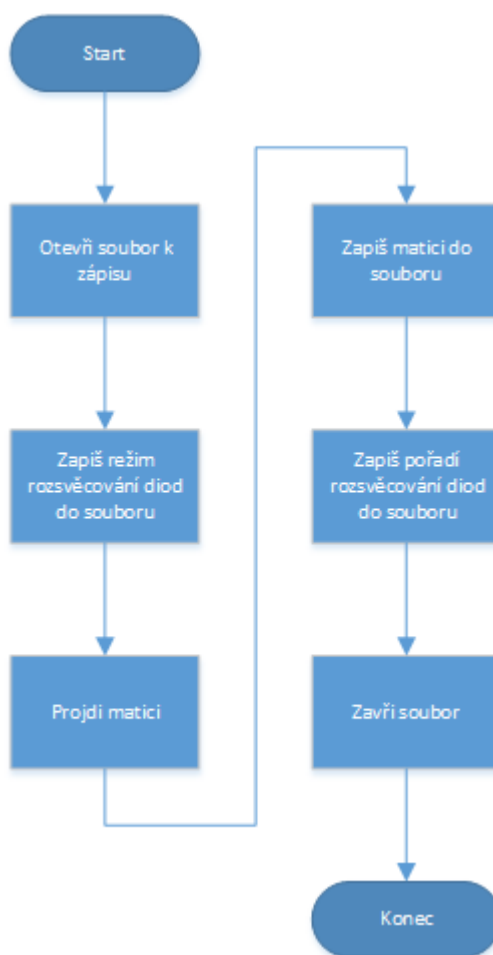 Start
Otevři soubor k
zápisu
Zapiš režim
rozsvěcování diod
do souboru
Projdi matici
Zapiš matici do
souboru
Zapiš pořadí
rozsvěcování diod
do souboru
Zavři soubor
Konec